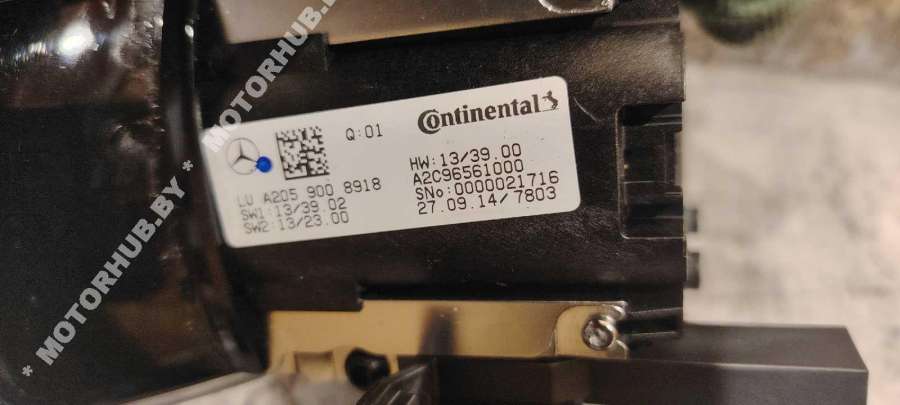 Q:01
LU A205 900 8918
SW1:13/39.02
SW2:13/23.00
Continental
HW:13/39.00
A2C96561000
SNo:0000021716
27.09.14/7803
* MOTORHUB.BY * MOTORHUB.BY *